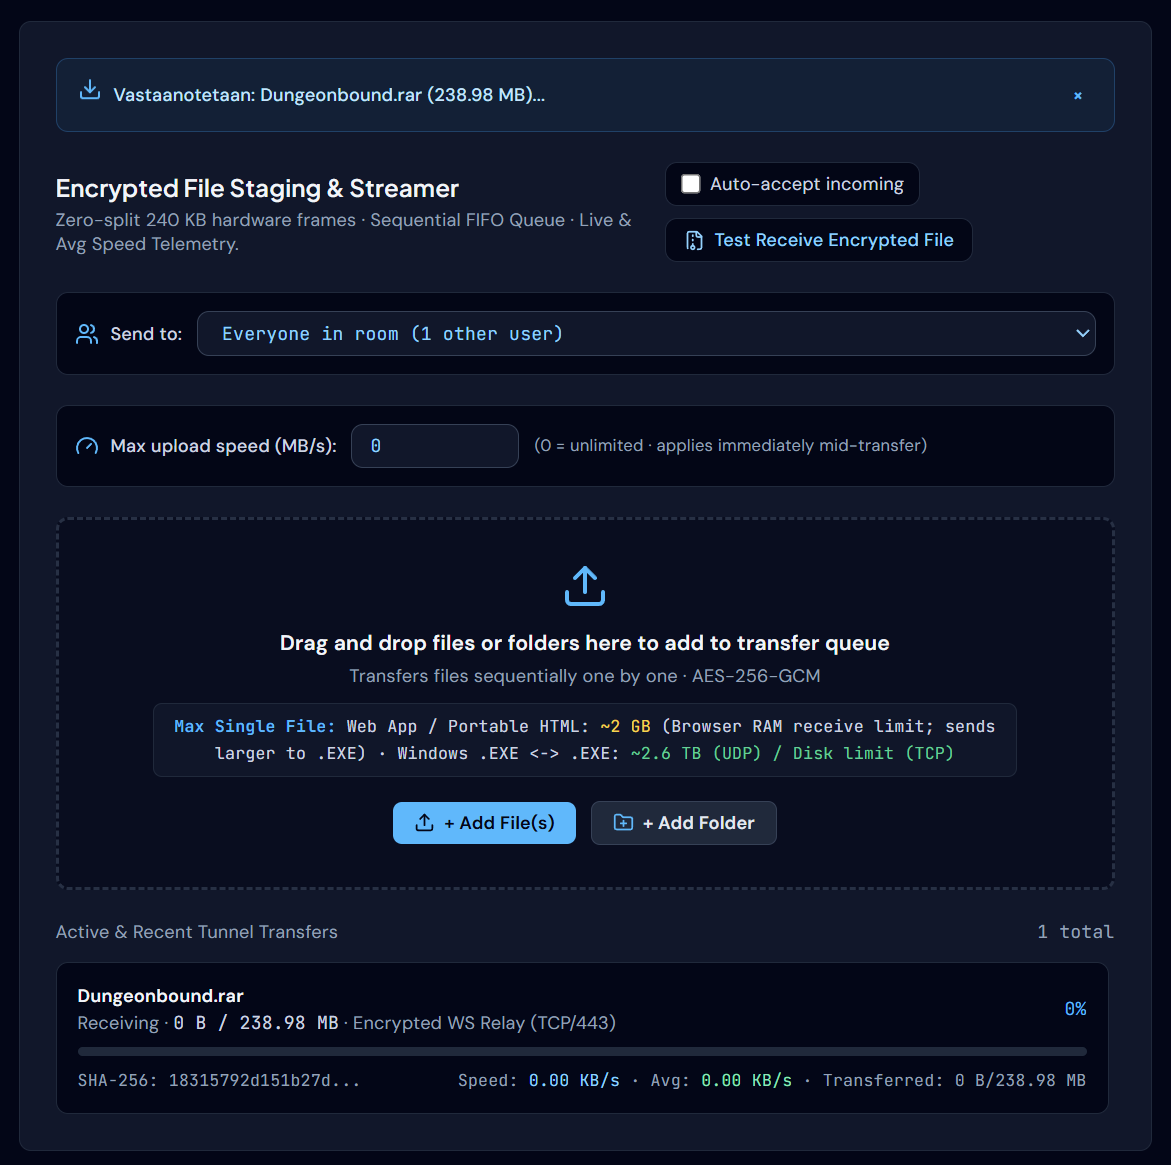 Vastaanotetaan: Dungeonbound.rar (238.98 MB)...
×
Encrypted File Staging & Streamer
Zero-split 240 KB hardware frames · Sequential FIFO Queue · Live &
Avg Speed Telemetry.
Auto-accept incoming
Test Receive Encrypted File
Send to:
Everyone in room (1 other user)
Max upload speed (MB/s):
0
(0 = unlimited · applies immediately mid-transfer)
Drag and drop files or folders here to add to transfer queue
Transfers files sequentially one by one · AES-256-GCM
Max Single File: Web App / Portable HTML: ~2 GB (Browser RAM receive limit; sends
larger to .EXE) · Windows .EXE <-> .EXE: ~2.6 TB (UDP) / Disk limit (TCP)
+ Add File(s)
+ Add Folder
Active & Recent Tunnel Transfers
1 total
Dungeonbound.rar
Receiving · 0 B / 238.98 MB · Encrypted WS Relay (TCP/443)
0%
SHA-256: 18315792d151b27d...
Speed: 0.00 KB/s · Avg: 0.00 KB/s · Transferred: 0 B/238.98 MB